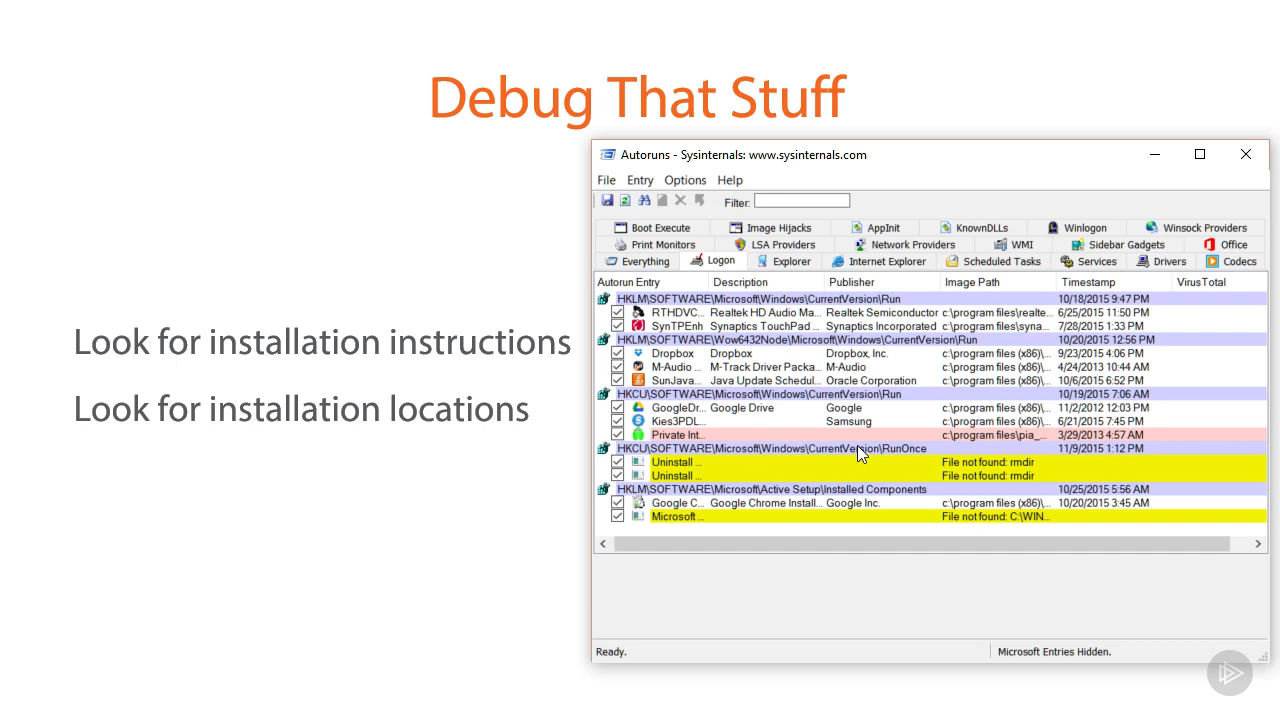 Debug That Stuff
Look for installation instructions
Look for installation locations
Autoruns - Sysinternals: www.sysinternals.com
File Entry Options Help
Filter:
Boot Execute Image Hijacks AppInit KnownDLLs Winlogon Winsock Providers
Print Monitors LSA Providers Network Providers WMI Sidebar Gadgets Office
Everything Logon Explorer Internet Explorer Scheduled Tasks Services Drivers Codecs
Autorun Entry Description Publisher Image Path Timestamp VirusTotal
HKLM\SOFTWARE\Microsoft\Windows\CurrentVersion\Run 10/18/2015 9:47 PM
RTHDVC... Realtek HD Audio Ma... Realtek Semiconductor c:\program files\realte... 6/25/2015 11:50 PM
SynTPEnh Synaptics TouchPad ... Synaptics Incorporated c:\program files\syna... 7/28/2015 1:33 PM
HKLM\SOFTWARE\Wow6432Node\Microsoft\Windows\CurrentVersion\Run 10/20/2015 12:56 PM
Dropbox Dropbox Dropbox, Inc. c:\program files (x86)\... 9/23/2015 4:06 PM
M-Audio ... M-Track Driver Packa... M-Audio c:\program files (x86)\... 4/24/2013 10:44 AM
SunJava... Java Update Schedul... Oracle Corporation c:\program files (x86)\... 10/6/2015 6:52 PM
HKCU\SOFTWARE\Microsoft\Windows\CurrentVersion\Run 10/19/2015 7:06 AM
GoogleDr... Google Drive Google c:\program files (x86)\... 11/2/2012 12:03 PM
Kies3PDL... Samsung c:\program files (x86)\... 6/21/2015 7:45 PM
Private Int... c:\program files\pia_... 3/29/2013 4:57 AM
HKCU\SOFTWARE\Microsoft\Windows\CurrentVersion\RunOnce 11/9/2015 1:12 PM
Uninstall ... File not found: rmdir
Uninstall ... File not found: rmdir
HKLM\SOFTWARE\Microsoft\Active Setup\Installed Components 10/25/2015 5:56 AM
Google C... Google Chrome Install... Google Inc. c:\program files (x86)\... 10/20/2015 3:45 AM
Microsoft ... File not found: C:\WIN...
Ready. Microsoft Entries Hidden.